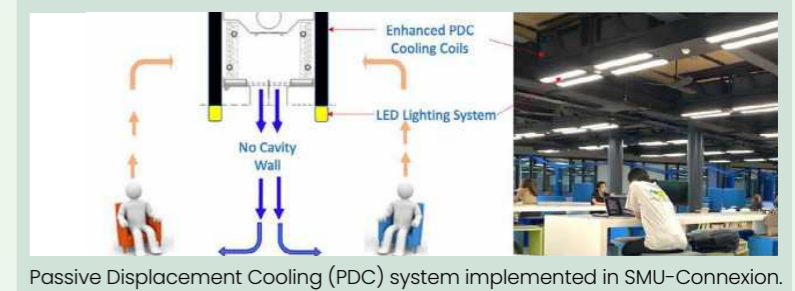 Enhanced PDC
Cooling Coils
LED Lighting System
No Cavity
Wall
Passive Displacement Cooling (PDC) system implemented in SMU-Connexion.